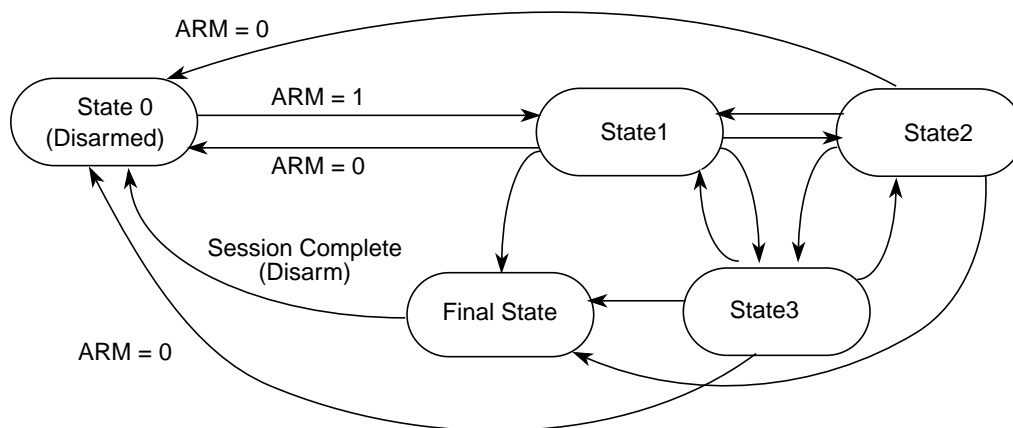 ARM = 0
State 0
(Disarmed)
ARM = 1
ARM = 0
State1
State2
Session Complete
(Disarm)
Final State
State3
ARM = 0